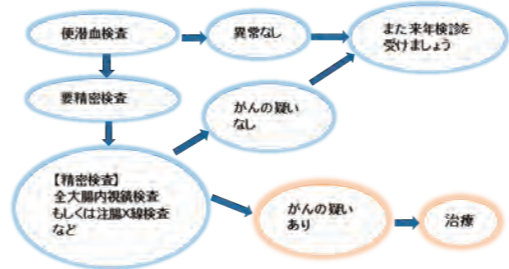 便潜血検査
異常なし
また来年検診を
受けましょう
要精密検査
がんの疑い
なし
【精密検査】
全大腸内視鏡検査
もしくは注腸X線検査
など
がんの疑い
あり
治療